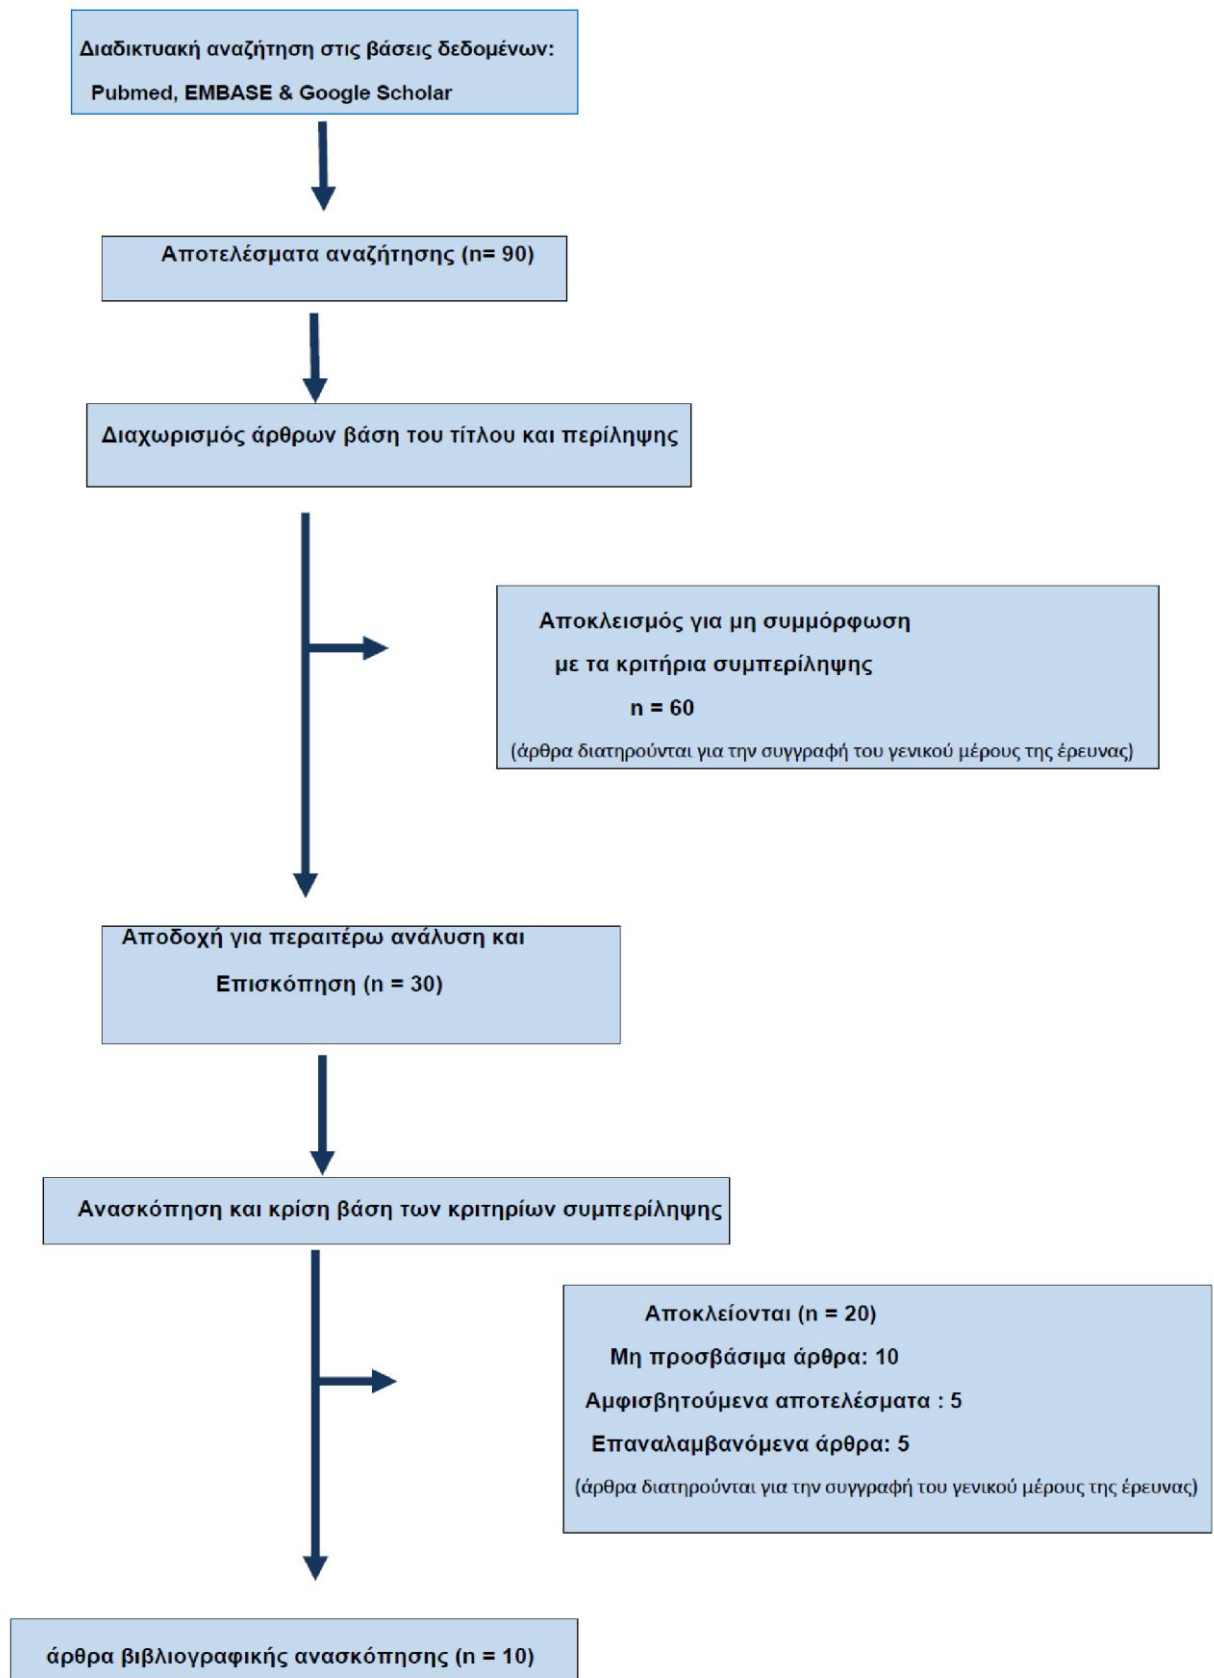 Διαδικτυακή αναζήτηση στις βάσεις δεδομένων:
Pubmed, EMBASE & Google Scholar
Αποτελέσματα αναζήτησης (n= 90)
Διαχωρισμός άρθρων βάση του τίτλου και περίληψης
Αποκλεισμός για μη συμμόρφωση
με τα κριτήρια συμπερίληψης
n = 60
(άρθρα διατηρούνται για την συγγραφή του γενικού μέρους της έρευνας)
Αποδοχή για περαιτέρω ανάλυση και
Επισκόπηση (n = 30)
Ανασκόπηση και κρίση βάση των κριτηρίων συμπερίληψης
Αποκλείονται (n = 20)
Μη προσβάσιμα άρθρα: 10
Αμφισβητούμενα αποτελέσματα : 5
Επαναλαμβανόμενα άρθρα: 5
(άρθρα διατηρούνται για την συγγραφή του γενικού μέρους της έρευνας)
άρθρα βιβλιογραφικής ανασκόπησης (n = 10)